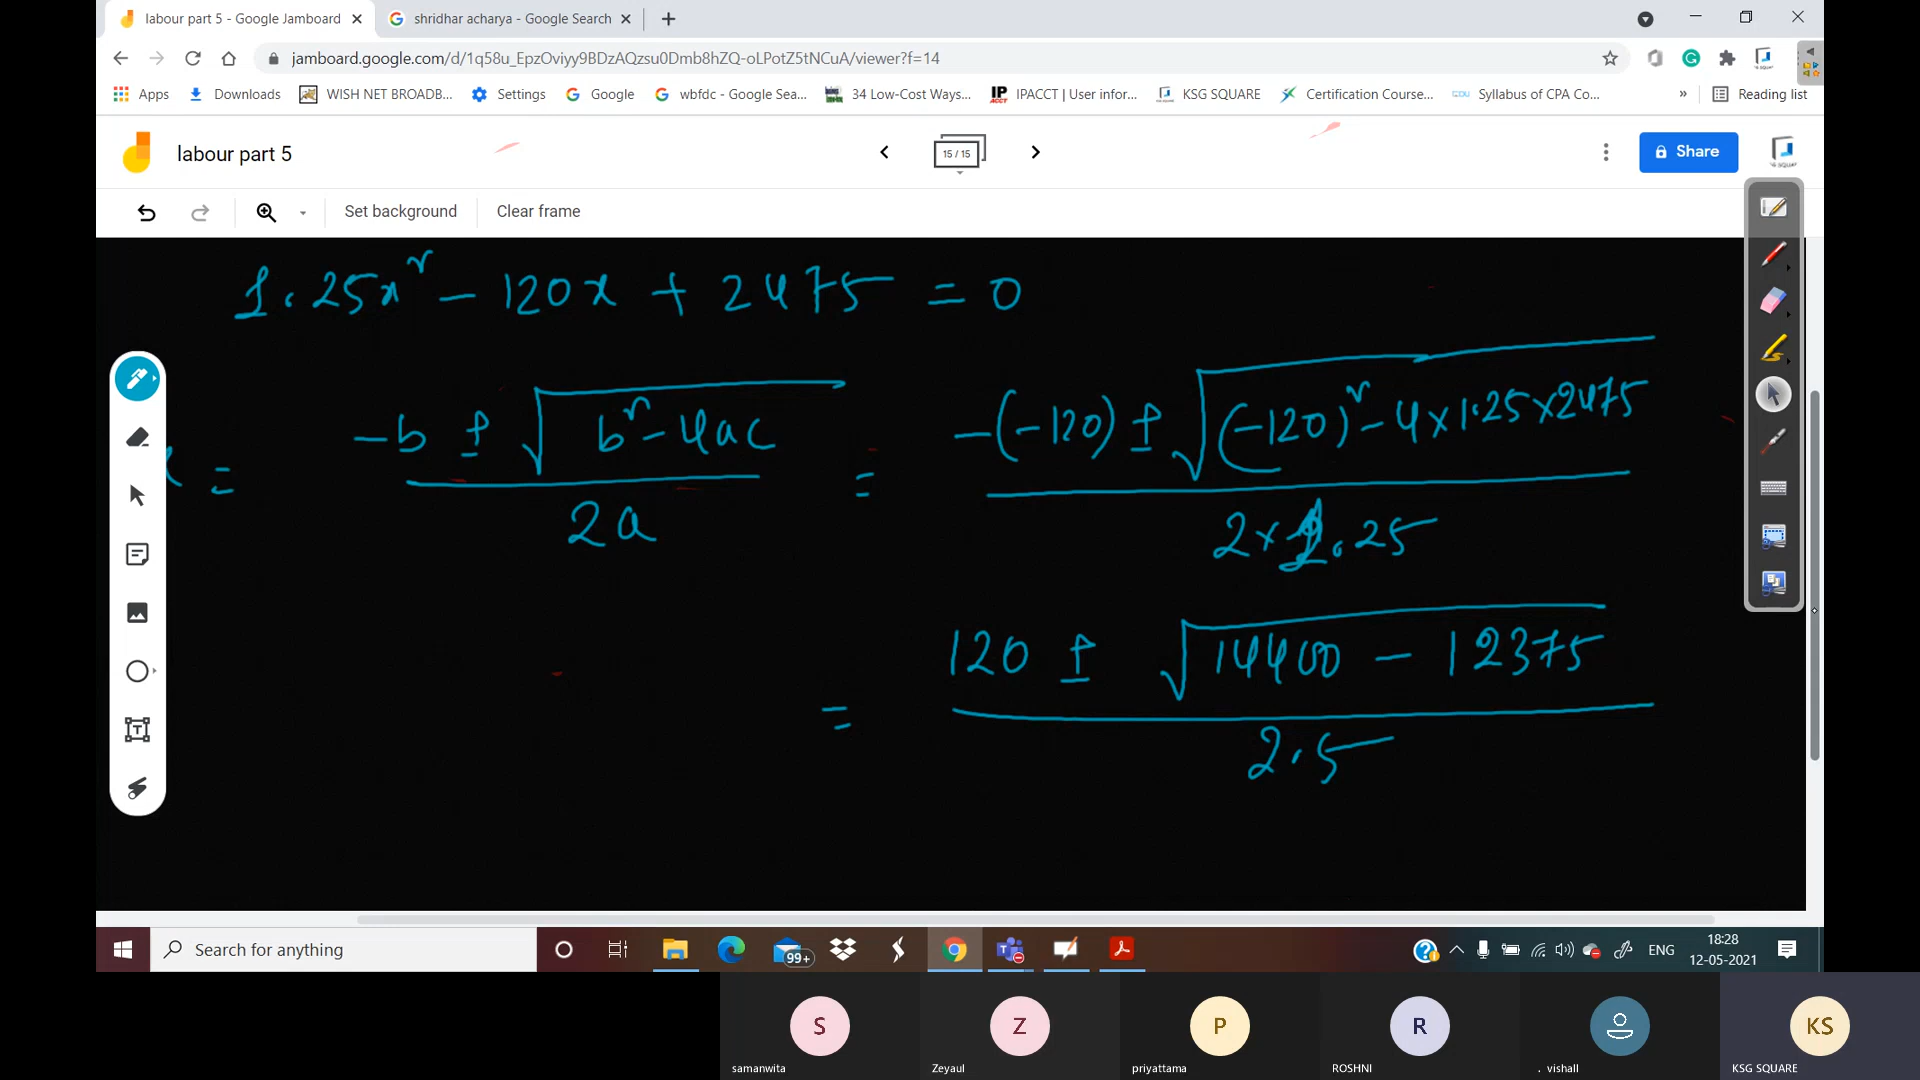 labour part 5 - Google Jamboard
shridhar acharya - Google Search
jamboard.google.com/d/1q58u_EpzOviyy9BDzAQzsu0Dmb8hZQ-oLPotZ5tNCuA/viewer?f=14
Apps Downloads WISH NET BROADB... Settings Google wbfdc - Google Sea... 34 Low-Cost Ways... IPACCT | User infor... KSG SQUARE Certification Course... Syllabus of CPA Co... » Reading list
labour part 5
15 / 15
Share
Set background Clear frame
1.25x² - 120x + 2475 = 0
= -b ± √b² - 4ac / 2a = -(-120) ± √(-120)² - 4×1.25×2475 / 2×1.25
= 120 ± √14400 - 12375 / 2.5
Search for anything
99+
ENG
18:28
12-05-2021
S Z P R KS
samanwita Zeyaul priyattama ROSHNI . vishall KSG SQUARE